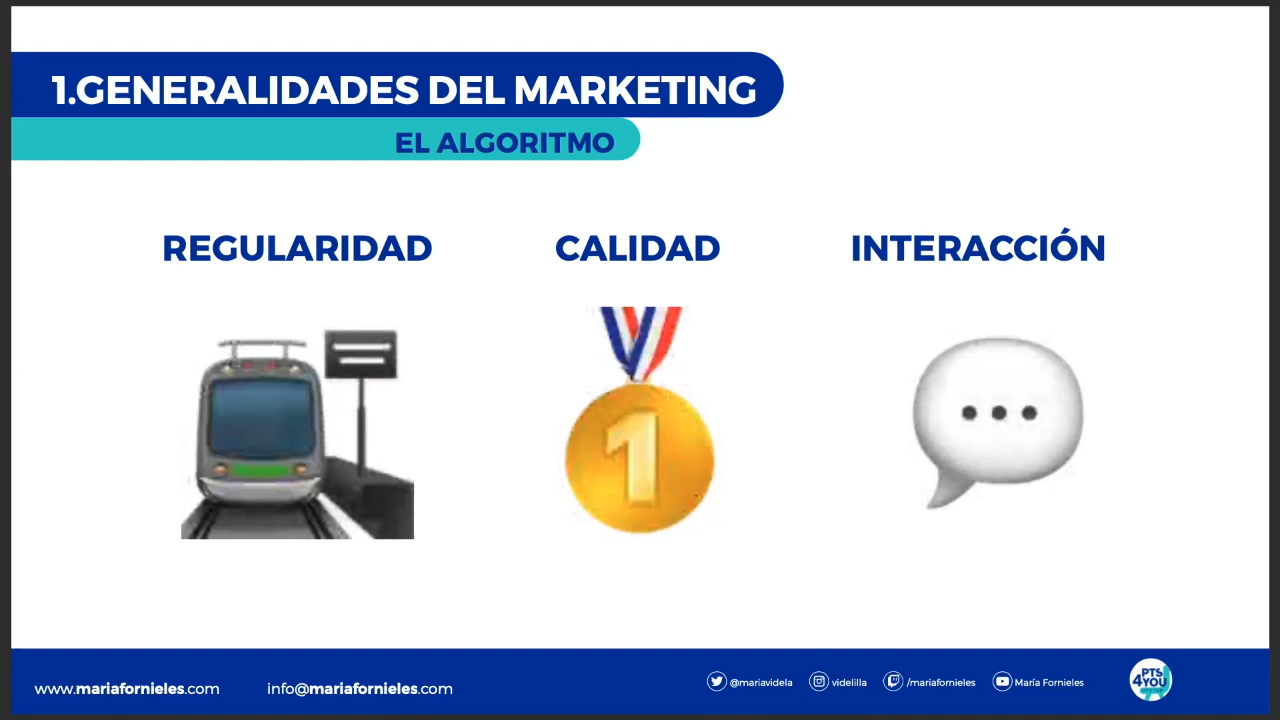 1.GENERALIDADES DEL MARKETING
EL ALGORITMO
REGULARIDAD CALIDAD INTERACCIÓN
1
www.mariafornieles.com info@mariafornieles.com @mariavidela videlilla /mariafornieles María Fornieles
PTS
4YOU